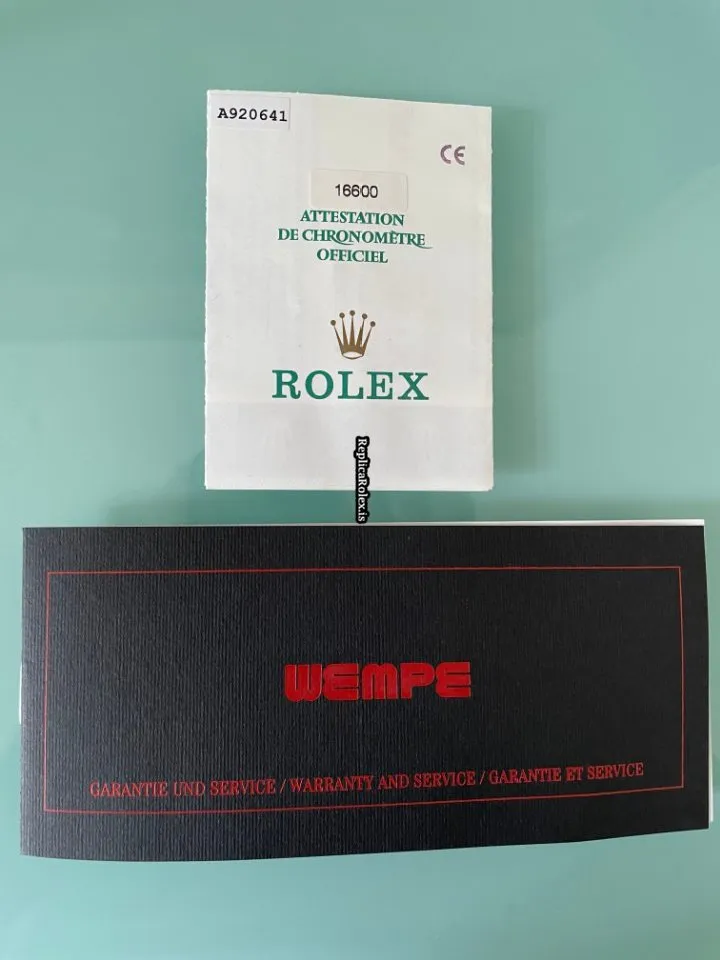 A920641
CE
16600
ATTESTATION
DE CHRONOMÈTRE
OFFICIEL
ROLEX
ReplicaRolex.is
WEMPE
GARANTIE UND SERVICE / WARRANTY AND SERVICE / GARANTIE ET SERVICE